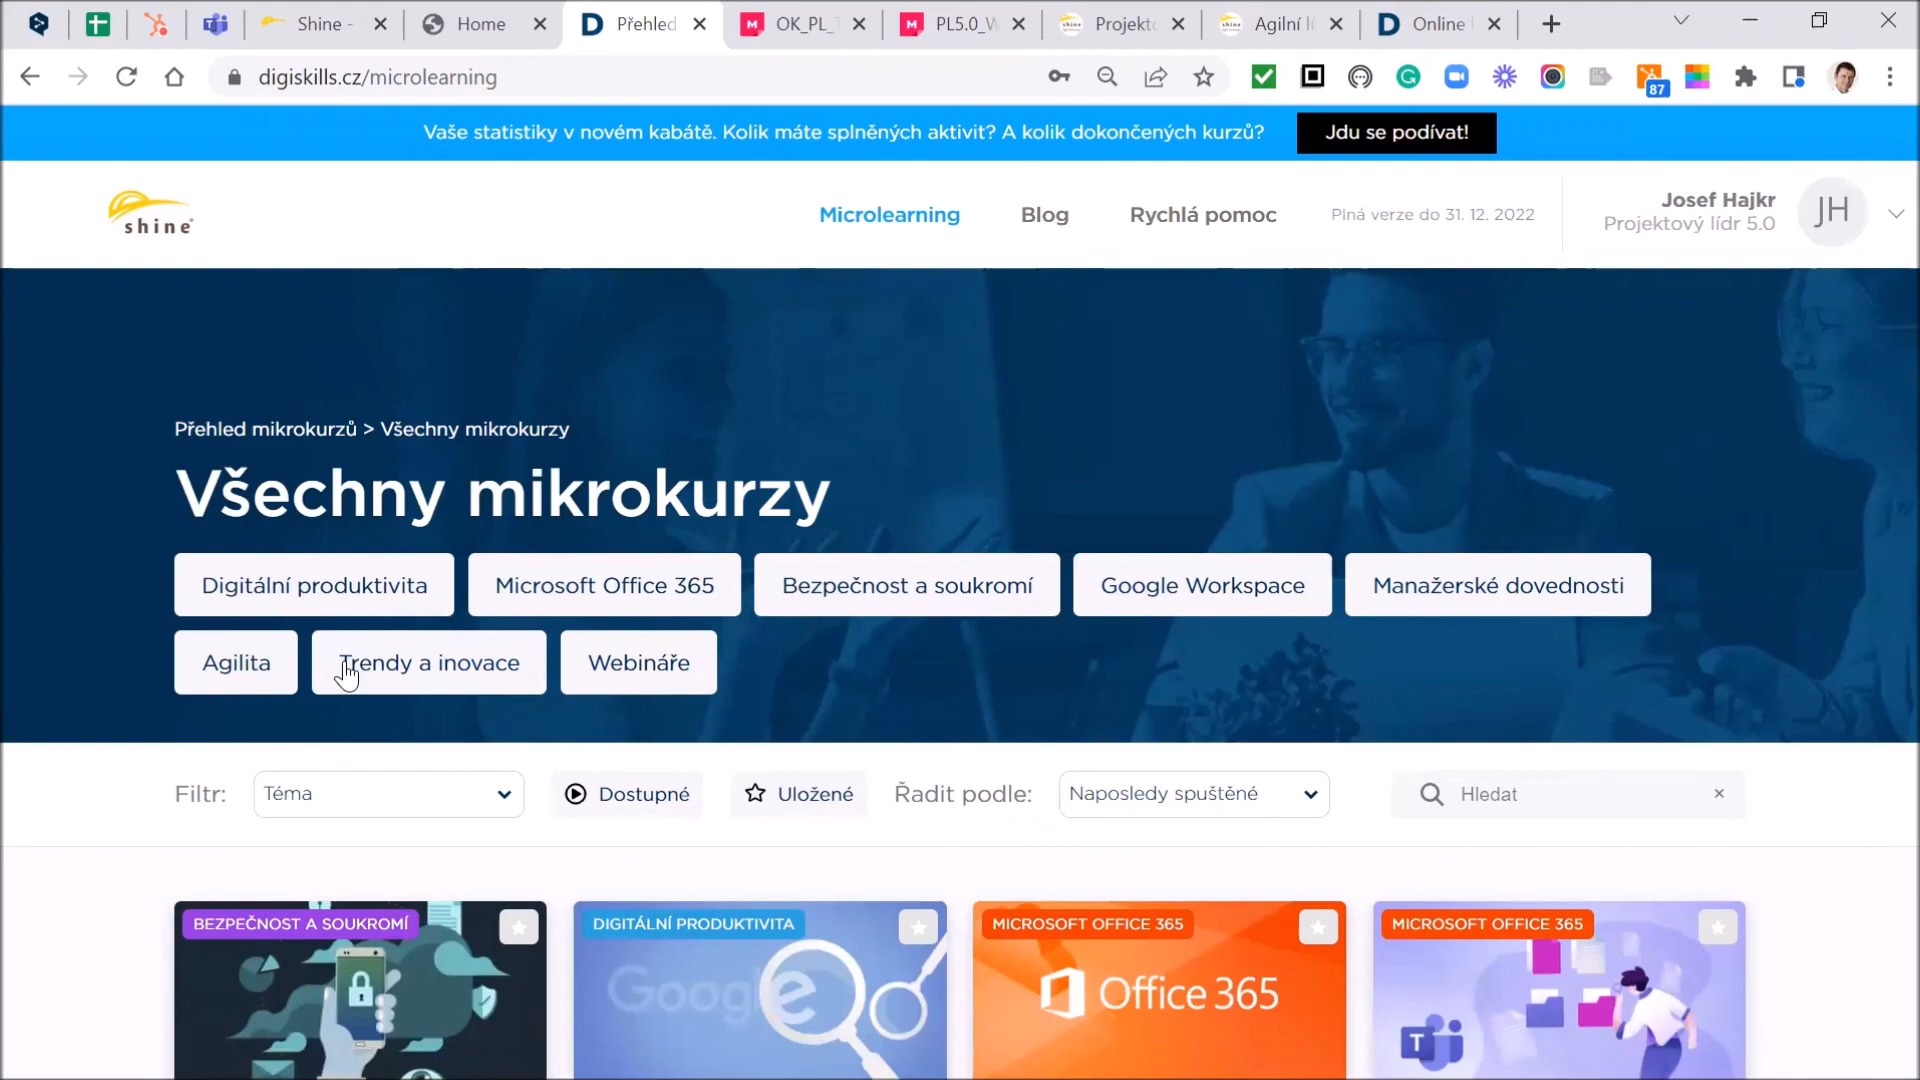 Shine -
Home
Přehled
OK_PL_
PL5.0_W
Projekto
Agilní l
Online
digiskills.cz/microlearning
87
Vaše statistiky v novém kabátě. Kolik máte splněných aktivit? A kolik dokončených kurzů?
Jdu se podívat!
shine
Microlearning
Blog
Rychlá pomoc
Plná verze do 31. 12. 2022
Josef Hajkr
Projektový lídr 5.0
JH
Přehled mikrokurzů > Všechny mikrokurzy
Všechny mikrokurzy
Digitální produktivita
Microsoft Office 365
Bezpečnost a soukromí
Google Workspace
Manažerské dovednosti
Agilita
Trendy a inovace
Webináře
Filtr:
Téma
Dostupné
Uložené
Řadit podle:
Naposledy spuštěné
Hledat
BEZPEČNOST A SOUKROMÍ
DIGITÁLNÍ PRODUKTIVITA
MICROSOFT OFFICE 365
MICROSOFT OFFICE 365
Google
Office 365
T